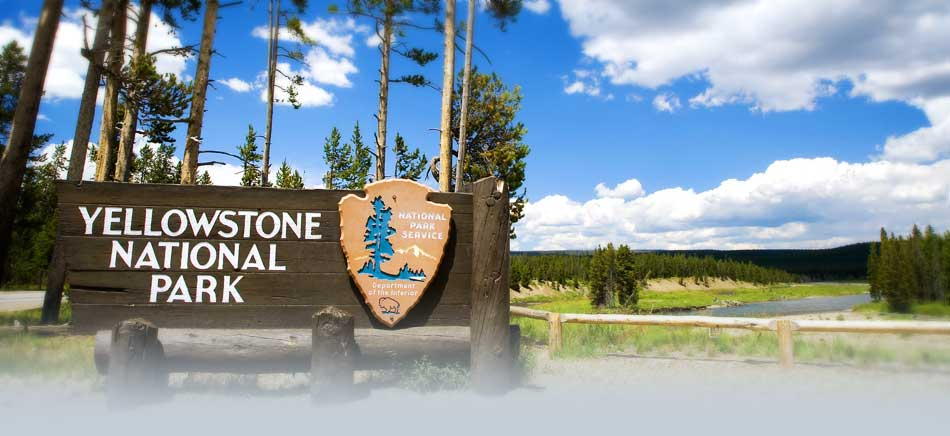 YELLOWSTONE
NATIONAL
PARK
NATIONAL
PARK
SERVICE
Department
of the Interior